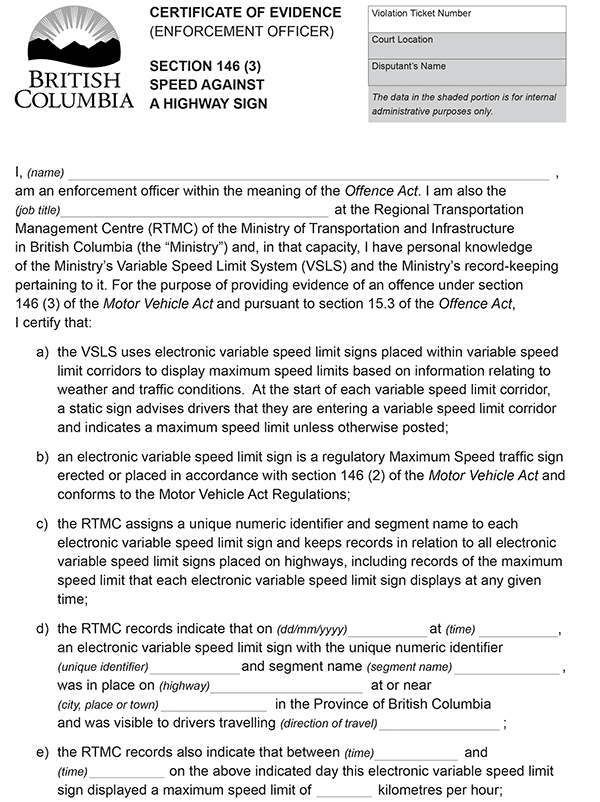 BRITISH
COLUMBIA
CERTIFICATE OF EVIDENCE
(ENFORCEMENT OFFICER)
SECTION 146 (3)
SPEED AGAINST
A HIGHWAY SIGN
Violation Ticket Number
Court Location
Disputant's Name
The data in the shaded portion is for internal
administrative purposes only.
I, (name) ,
am an enforcement officer within the meaning of the Offence Act. I am also the
(job title) at the Regional Transportation
Management Centre (RTMC) of the Ministry of Transportation and Infrastructure
in British Columbia (the “Ministry”) and, in that capacity, I have personal knowledge
of the Ministry's Variable Speed Limit System (VSLS) and the Ministry's record-keeping
pertaining to it. For the purpose of providing evidence of an offence under section
146 (3) of the Motor Vehicle Act and pursuant to section 15.3 of the Offence Act,
I certify that:
a) the VSLS uses electronic variable speed limit signs placed within variable speed
limit corridors to display maximum speed limits based on information relating to
weather and traffic conditions. At the start of each variable speed limit corridor,
a static sign advises drivers that they are entering a variable speed limit corridor
and indicates a maximum speed limit unless otherwise posted;
b) an electronic variable speed limit sign is a regulatory Maximum Speed traffic sign
erected or placed in accordance with section 146 (2) of the Motor Vehicle Act and
conforms to the Motor Vehicle Act Regulations;
c) the RTMC assigns a unique numeric identifier and segment name to each
electronic variable speed limit sign and keeps records in relation to all electronic
variable speed limit signs placed on highways, including records of the maximum
speed limit that each electronic variable speed limit sign displays at any given
time;
d) the RTMC records indicate that on (dd/mm/yyyy) at (time) ,
an electronic variable speed limit sign with the unique numeric identifier
(unique identifier) and segment name (segment name) ,
was in place on (highway) at or near
(city, place or town) in the Province of British Columbia
and was visible to drivers travelling (direction of travel) ;
e) the RTMC records also indicate that between (time) and
(time) on the above indicated day this electronic variable speed limit
sign displayed a maximum speed limit of kilometres per hour;